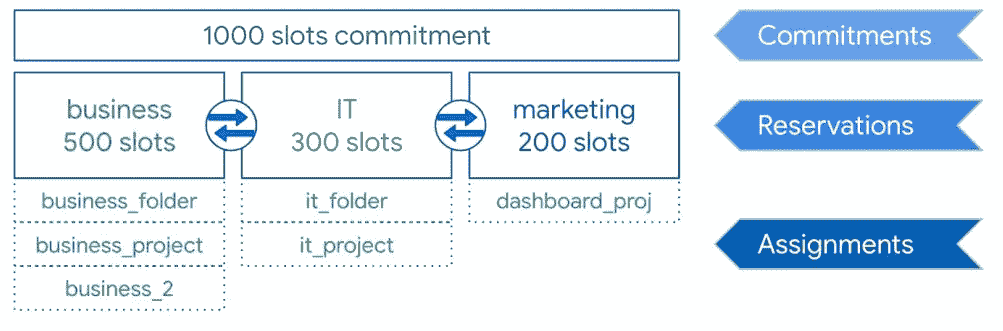 1000 slots commitment
Commitments
business
500 slots
IT
300 slots
marketing
200 slots
Reservations
business_folder
it_folder
dashboard_proj
business_project
it_project
Assignments
business_2